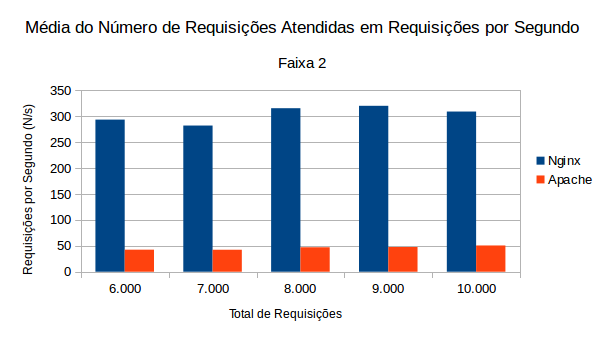 Média do Número de Requisições Atendidas em Requisições por Segundo
Faixa 2
Requisições por Segundo (N/s)
350
300
250
200
150
100
50
0
6.000
7.000
8.000
9.000
10.000
Total de Requisições
Nginx
Apache